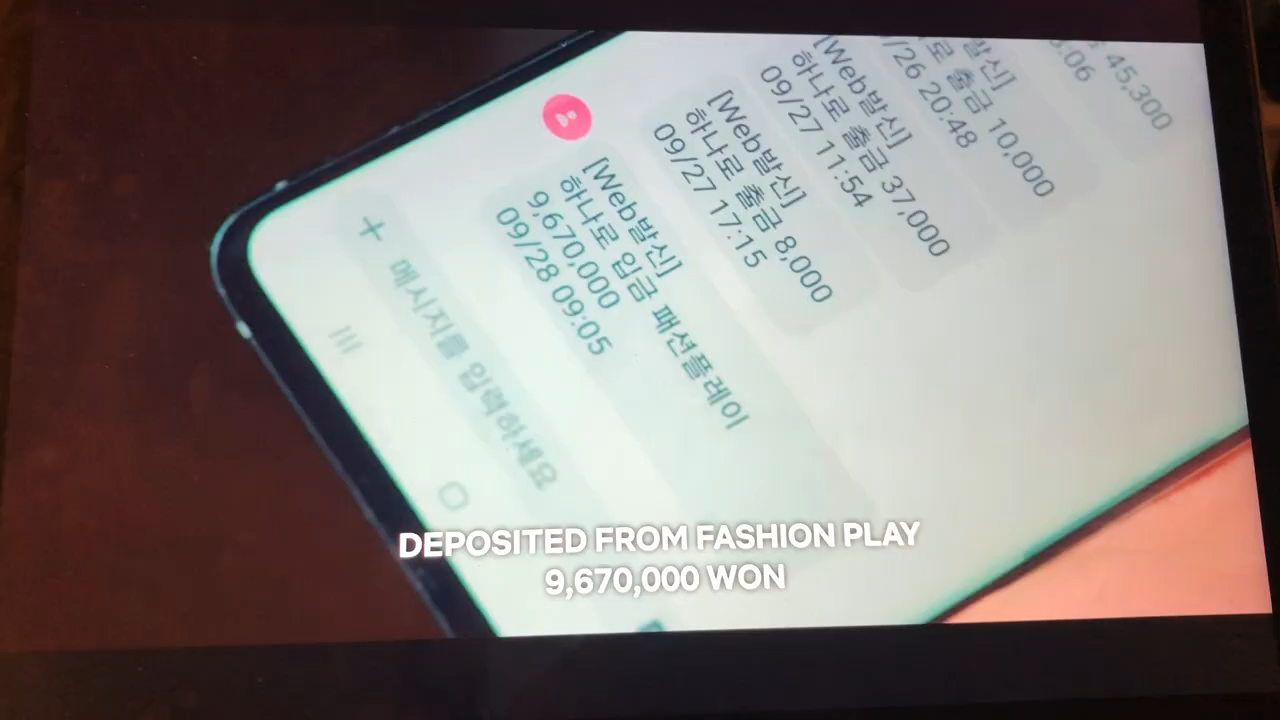 45,300
:06
발신]
로 출금 10,000
/26 20:48
[Web발신]
하나로 출금 37,000
09/27 11:54
[Web발신]
하나로 출금 8,000
09/27 17:15
[Web발신]
하나로 입금 패션플레이
9,670,000
09/28 09:05
메시지를 입력하세요
DEPOSITED FROM FASHION PLAY
9,670,000 WON